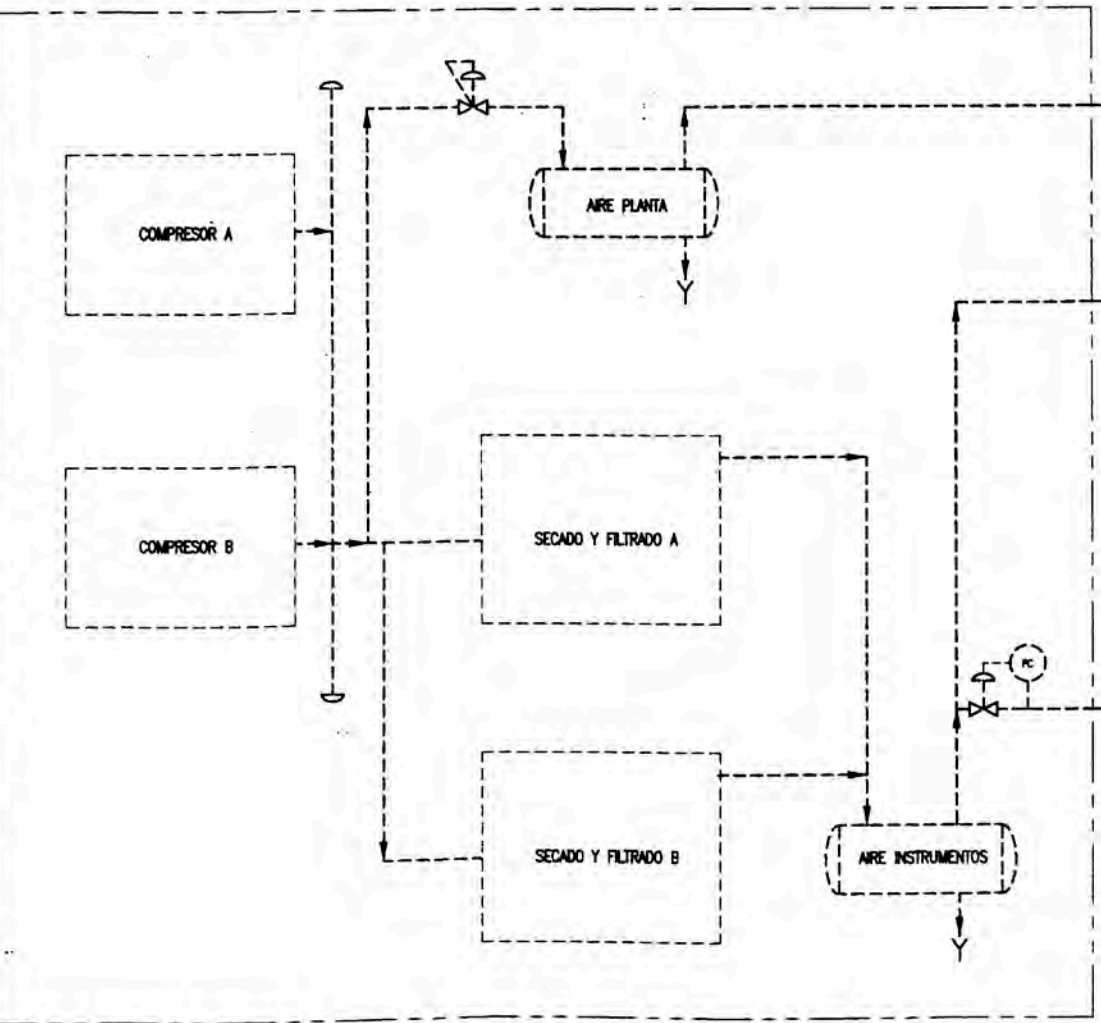 AIRE PLANTA
COMPRESOR A
COMPRESOR B
SECADO Y FILTRADO A
PC
SECADO Y FILTRADO B
AIRE INSTRUMENTOS